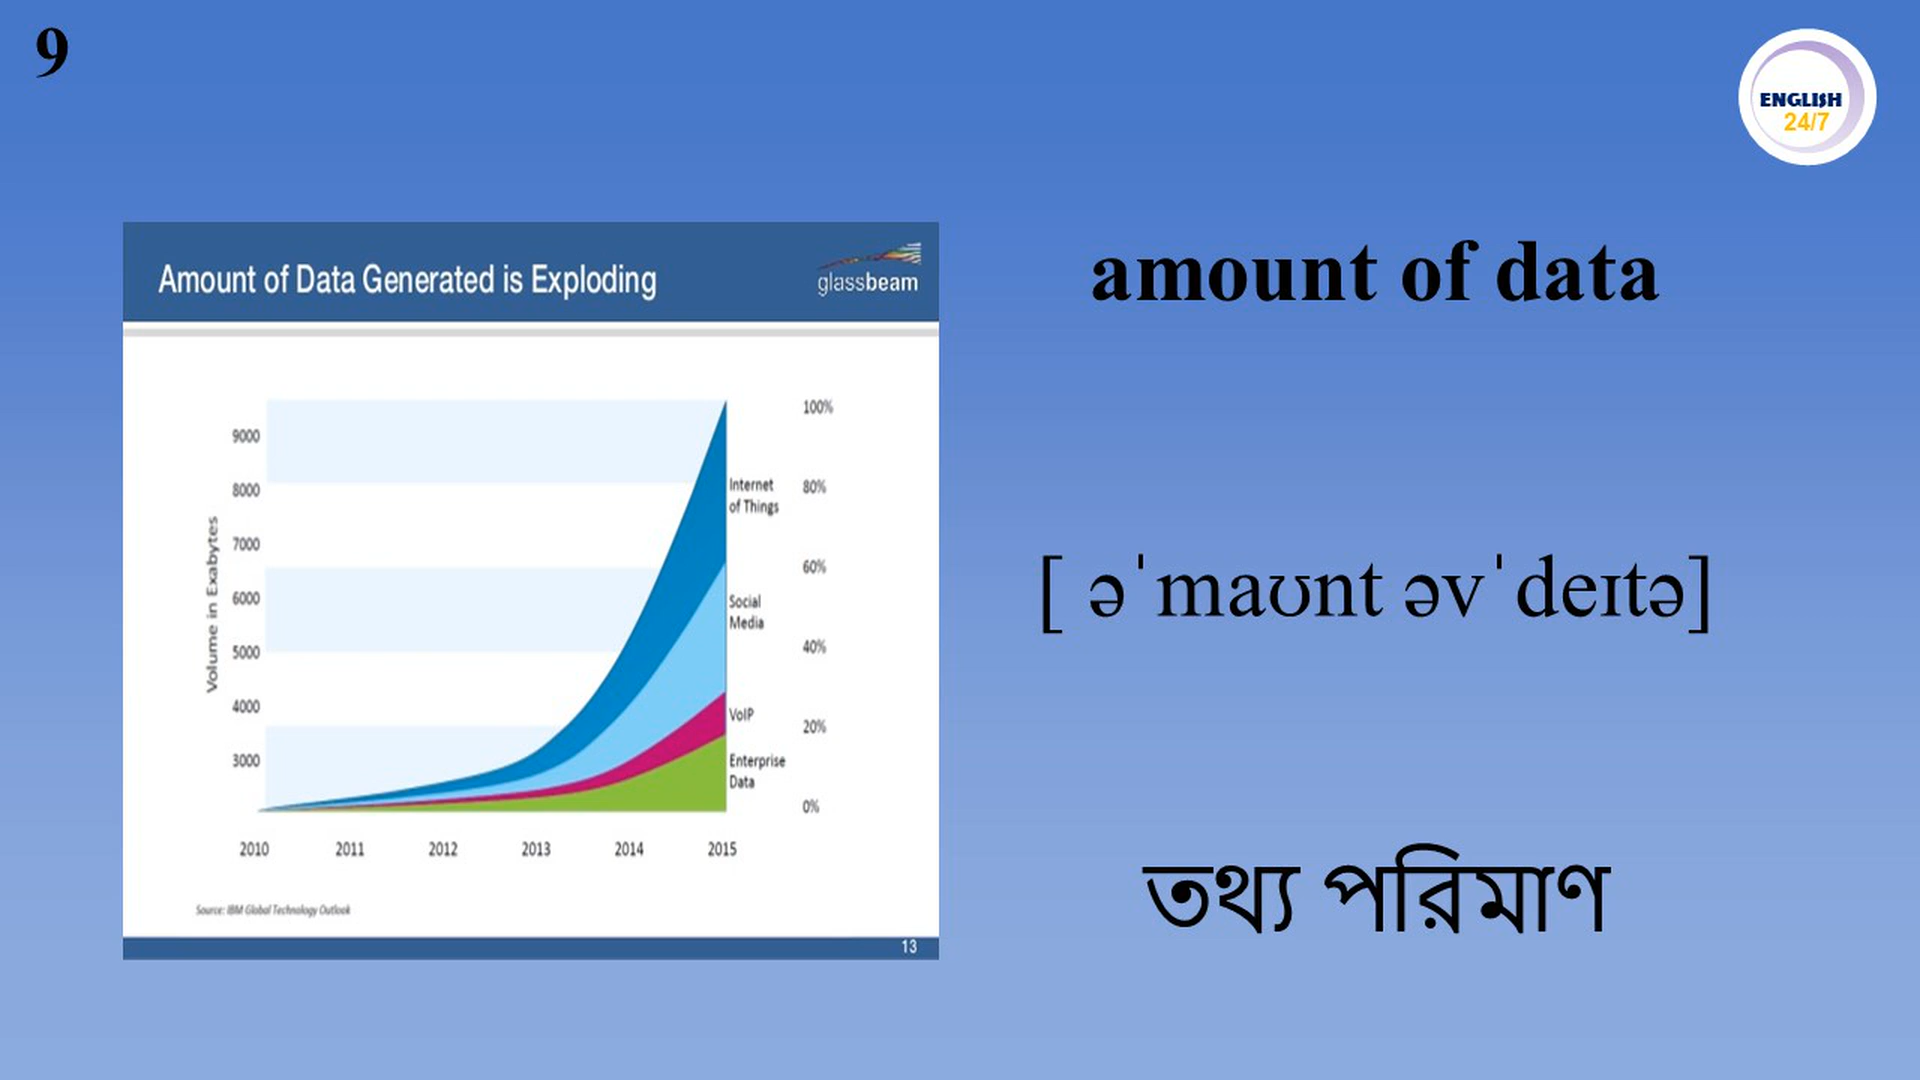 9
ENGLISH
24/7
Amount of Data Generated is Exploding
glassbeam
amount of data
[ əˈmaʊnt əvˈdeɪtə]
তথ্য পরিমাণ
Volume in Exabytes
9000
8000
7000
6000
5000
4000
3000
100%
80%
60%
40%
20%
0%
Internet
of Things
Social
Media
VoIP
Enterprise
Data
2010 2011 2012 2013 2014 2015
Source: IBM Global Technology Outlook
13